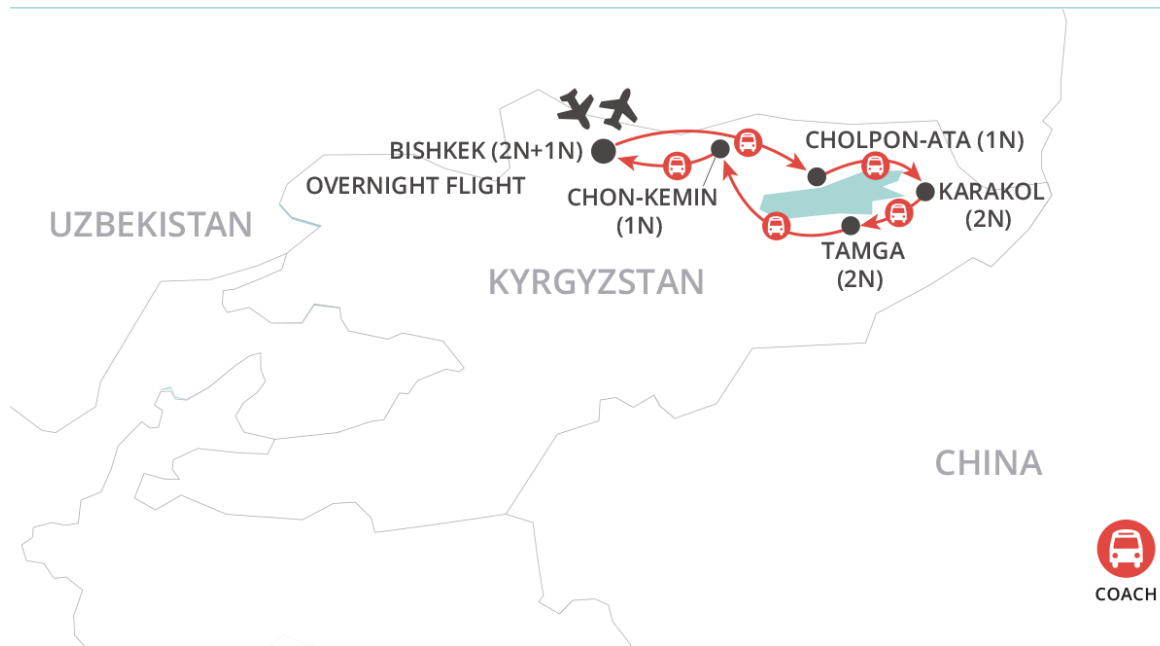 BISHKEK (2N+1N)
OVERNIGHT FLIGHT
CHOLPON-ATA (1N)
CHON-KEMIN
(1N)
KARAKOL
(2N)
TAMGA
(2N)
UZBEKISTAN
KYRGYZSTAN
CHINA
COACH